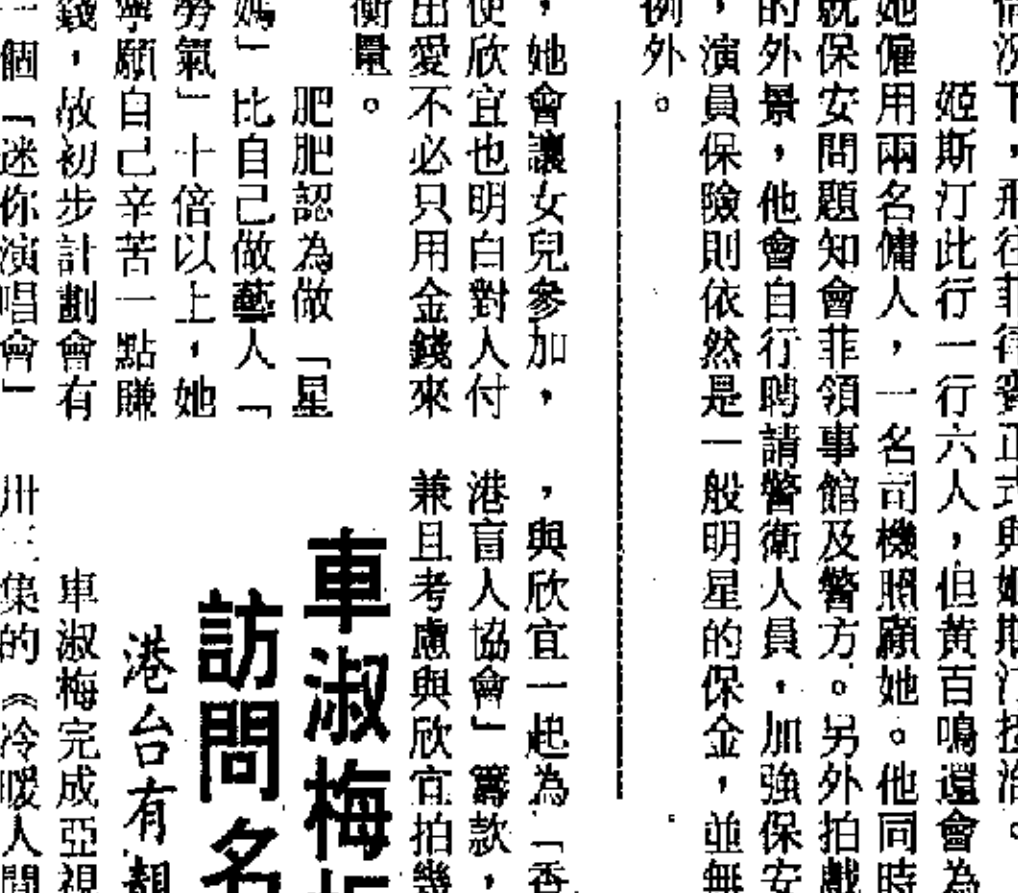 況下，飛往菲律賓正式與姬斯汀接洽。
姬斯汀此行一行六人，但黃百鳴還會為
她僱用兩名傭人，一名司機照顧她。他同時
就保安問題知會菲領事館及警方。另外拍戲
的外景，他會自行聘請警衛人員，加強保安
，演員保險則依然是一般明星的保金，並無
例外。
，她會讓女兒參加，
使欣宜也明白對人付
出愛不必只用金錢來
衡量。
肥肥認為做「星
媽」比自己做藝人「
勞氣」十倍以上，她
寧願自己辛苦一點賺
錢，故初步計劃會有
一個「迷你演唱會」
，與欣宜一起為「香
港盲人協會」籌款，
兼且考慮與欣宜拍幾
車淑梅
訪問名
港台有
車淑梅完成亞視
集的《冷暖人間